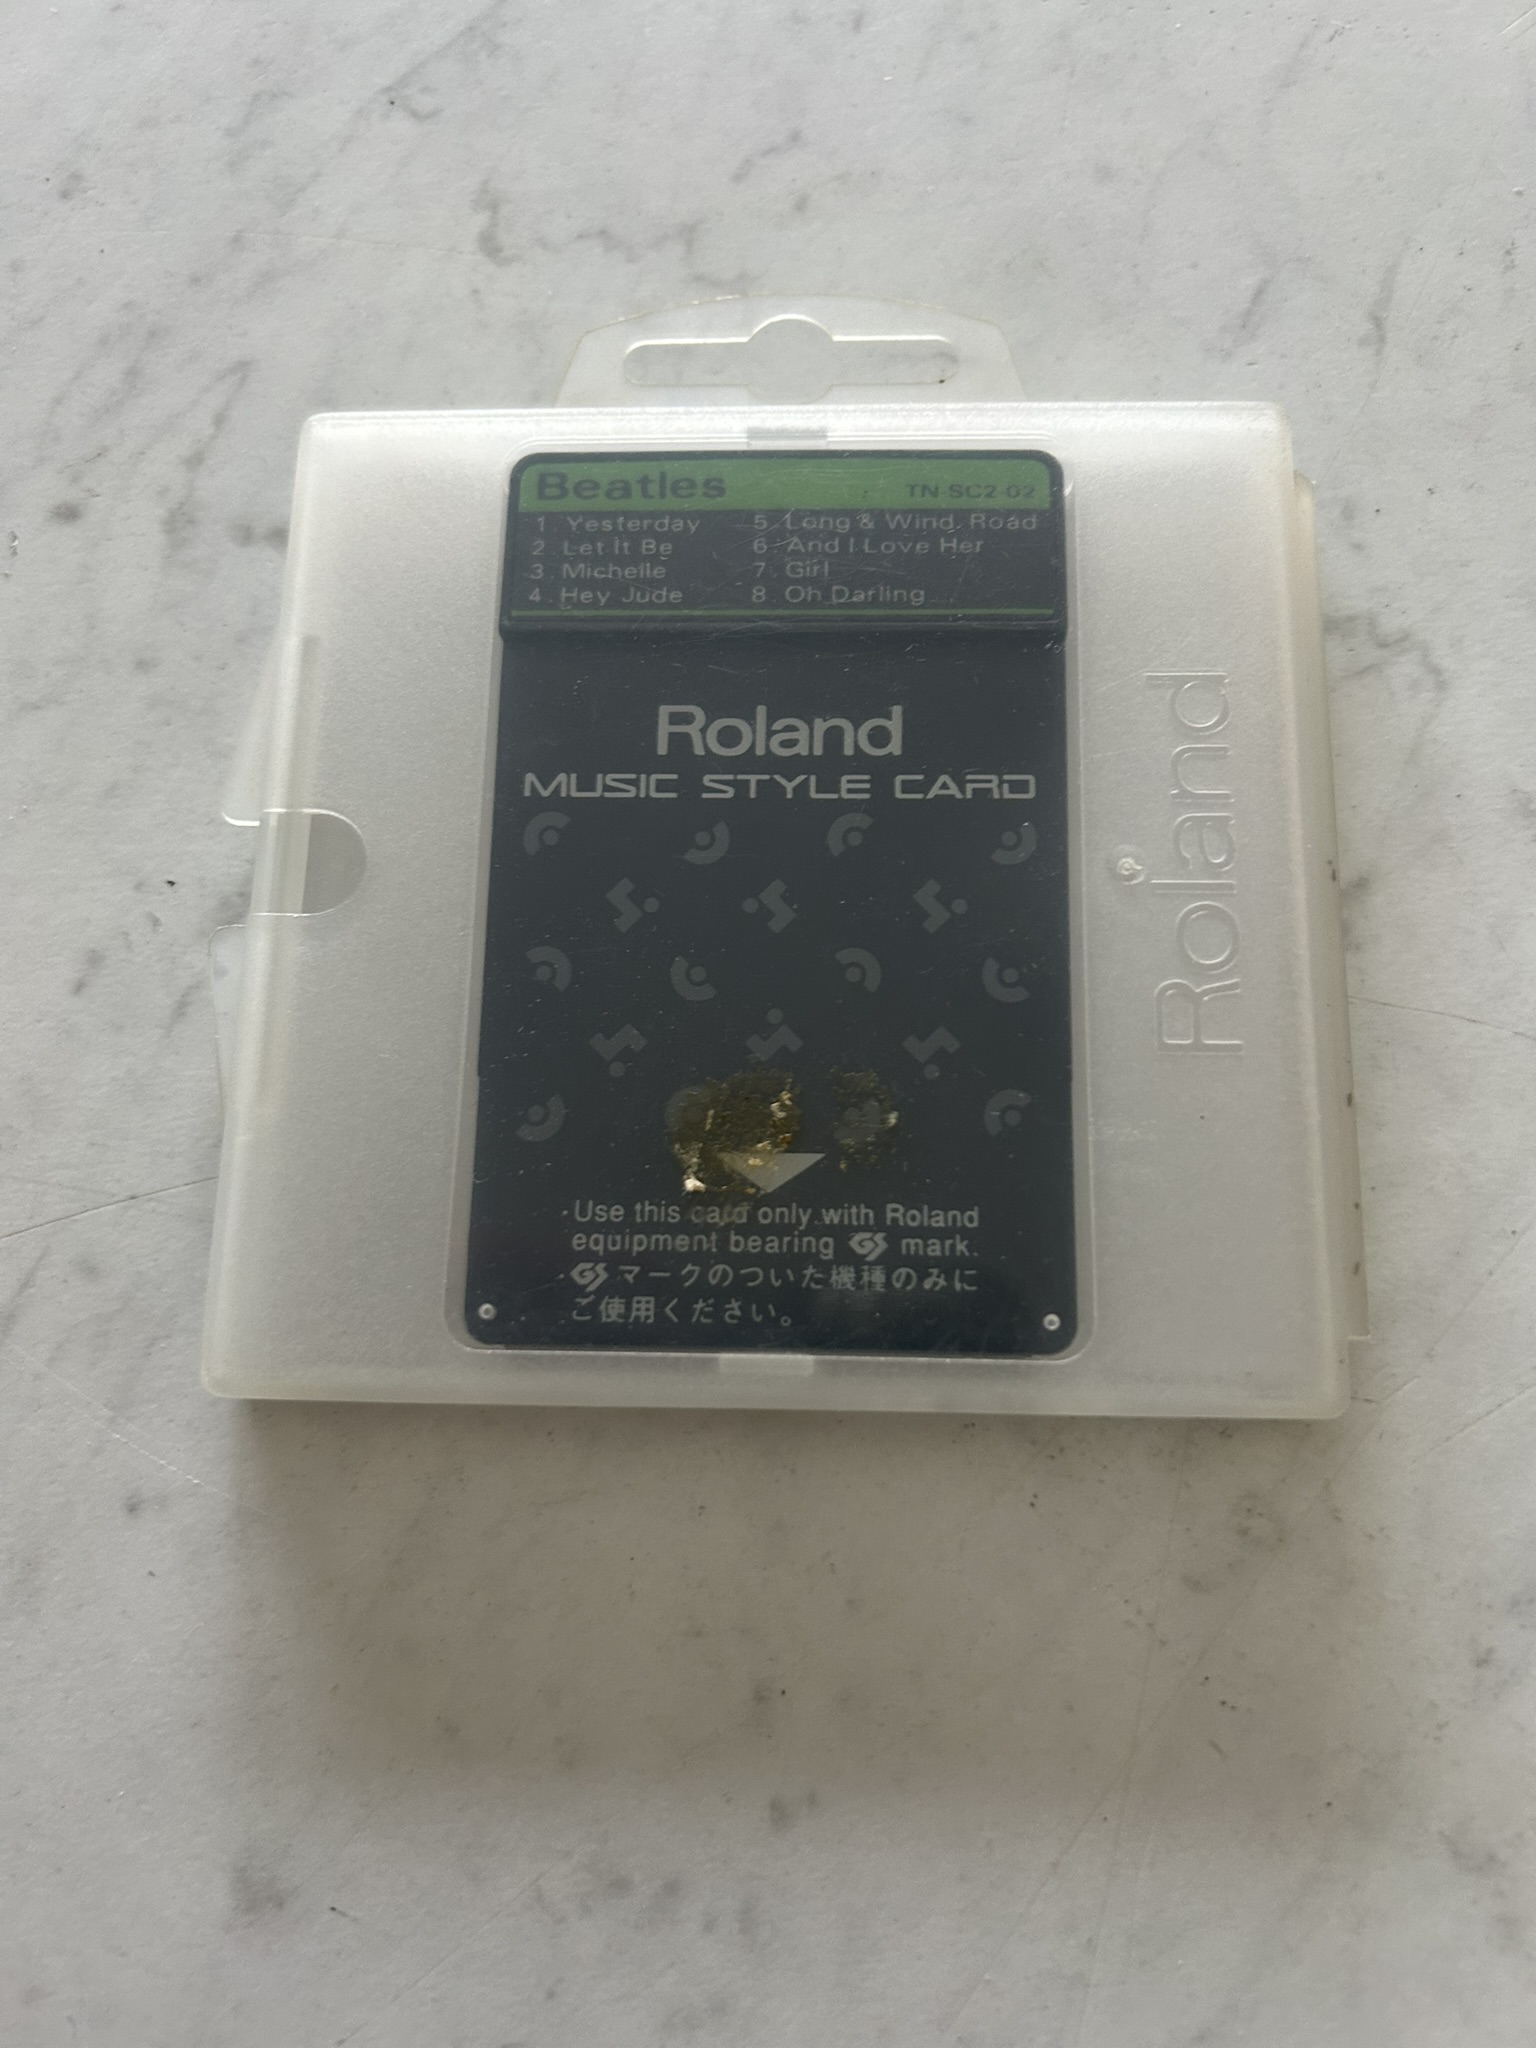 Beatles TN-SC2-02
1 Yesterday 5 Long & Wind. Road
2 Let It Be 6 And I Love Her
3 Michelle 7 Girl
4 Hey Jude 8 Oh Darling
Roland
MUSIC STYLE CARD
Use this card only with Roland
equipment bearing GS mark.
GS マークのついた機種のみに
ご使用ください。
Roland